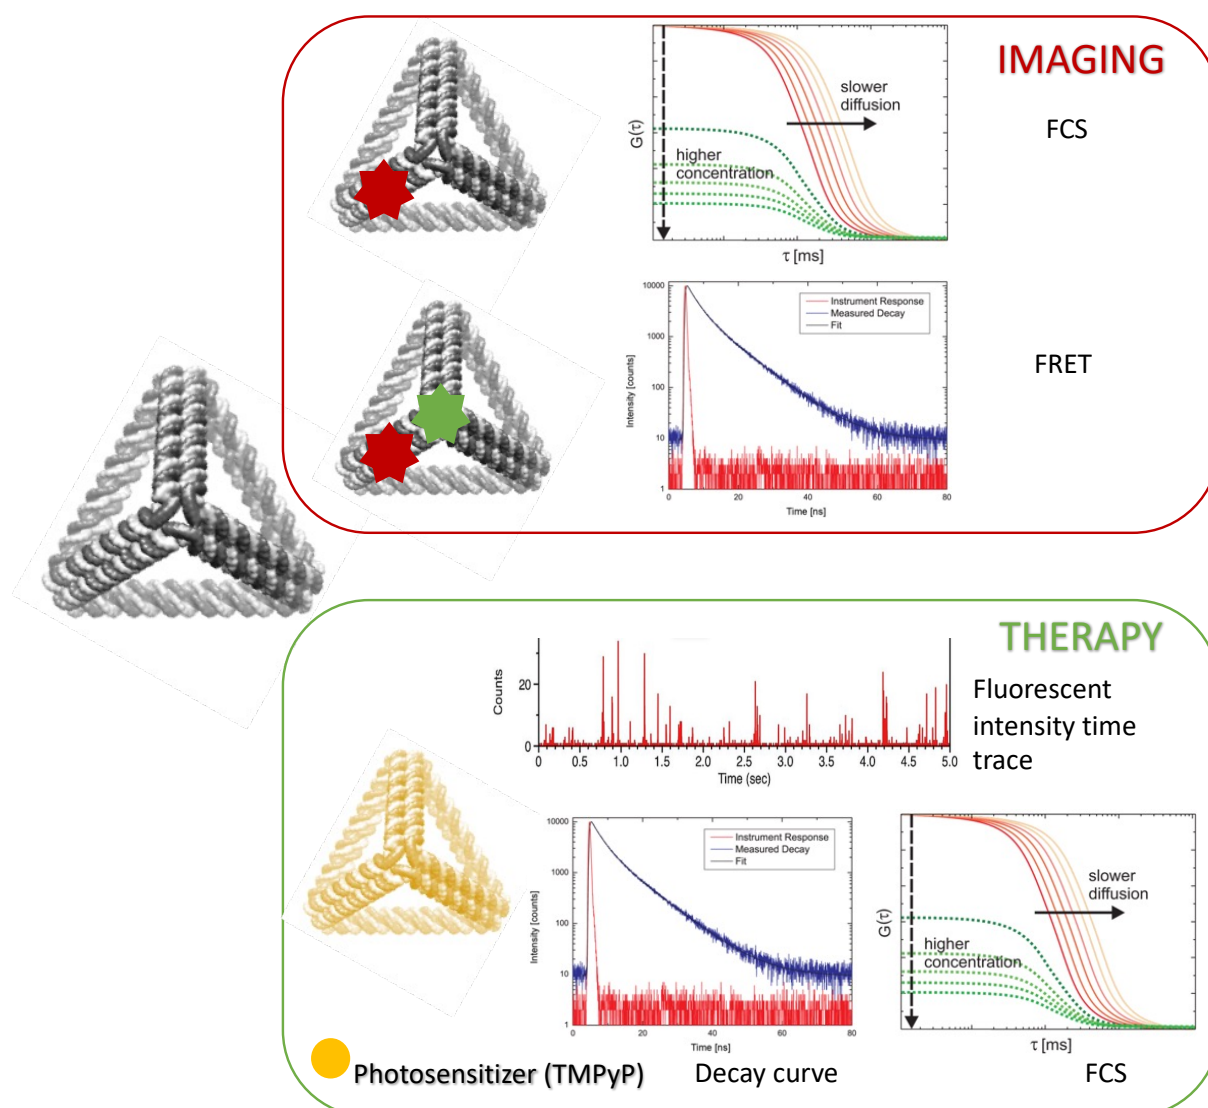 IMAGING
FCS
G(τ)
slower
diffusion
higher
concentration
τ [ms]
FRET
Intensity [counts]
10000
1000
100
10
1
Instrument Response
Measured Decay
Fit
0 20 40 60 80
Time [ns]
THERAPY
Fluorescent
intensity time
trace
Counts
20
0
0 0.5 1.0 1.5 2.0 2.5 3.0 3.5 4.0 4.5 5.0
Time (sec)
Intensity [counts]
10000
1000
100
10
1
Instrument Response
Measured Decay
Fit
0 20 40 60 80
Time [ns]
G(τ)
slower
diffusion
higher
concentration
τ [ms]
Photosensitizer (TMPyP)
Decay curve
FCS